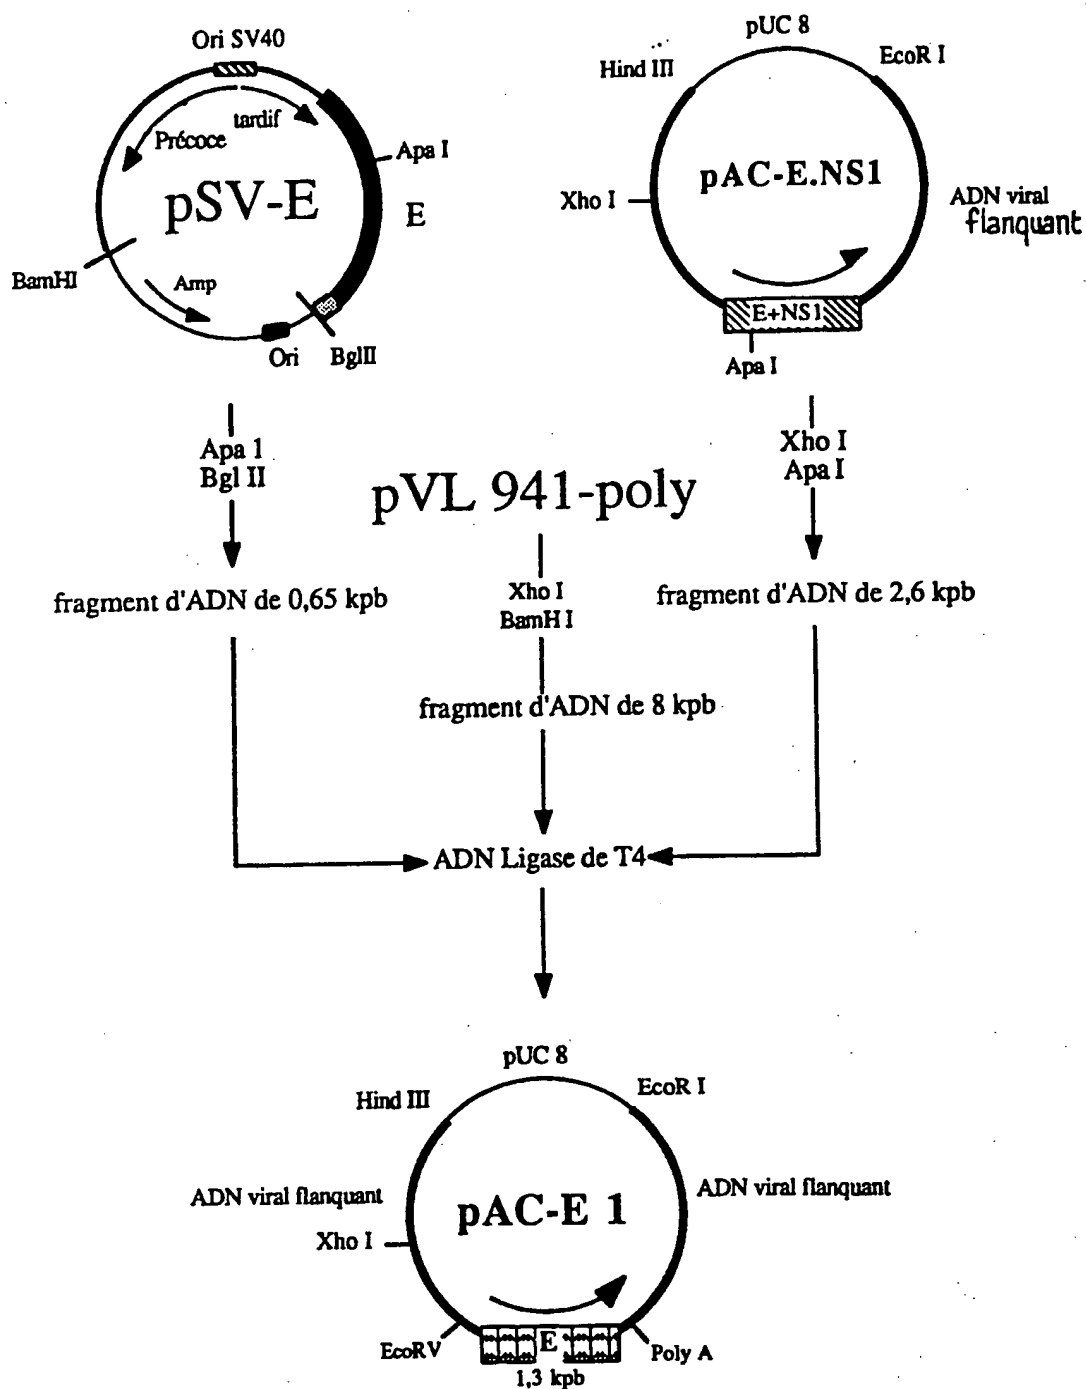 Ori SV40
Précoce
tardif
Apa I
pSV-E
E
BamHI
Amp
Ori
BglII
pUC 8
Hind III
EcoR I
pAC-E.NS1
Xho I
ADN viral
flanquant
E+NS1
Apa I
Apa 1
Bgl II
Xho I
Apa I
pVL 941-poly
fragment d'ADN de 0,65 kpb
Xho I
BamH I
fragment d'ADN de 2,6 kpb
fragment d'ADN de 8 kpb
ADN Ligase de T4
pUC 8
Hind III
EcoR I
ADN viral flanquant
ADN viral flanquant
pAC-E 1
Xho I
EcoRV
E
Poly A
1,3 kpb